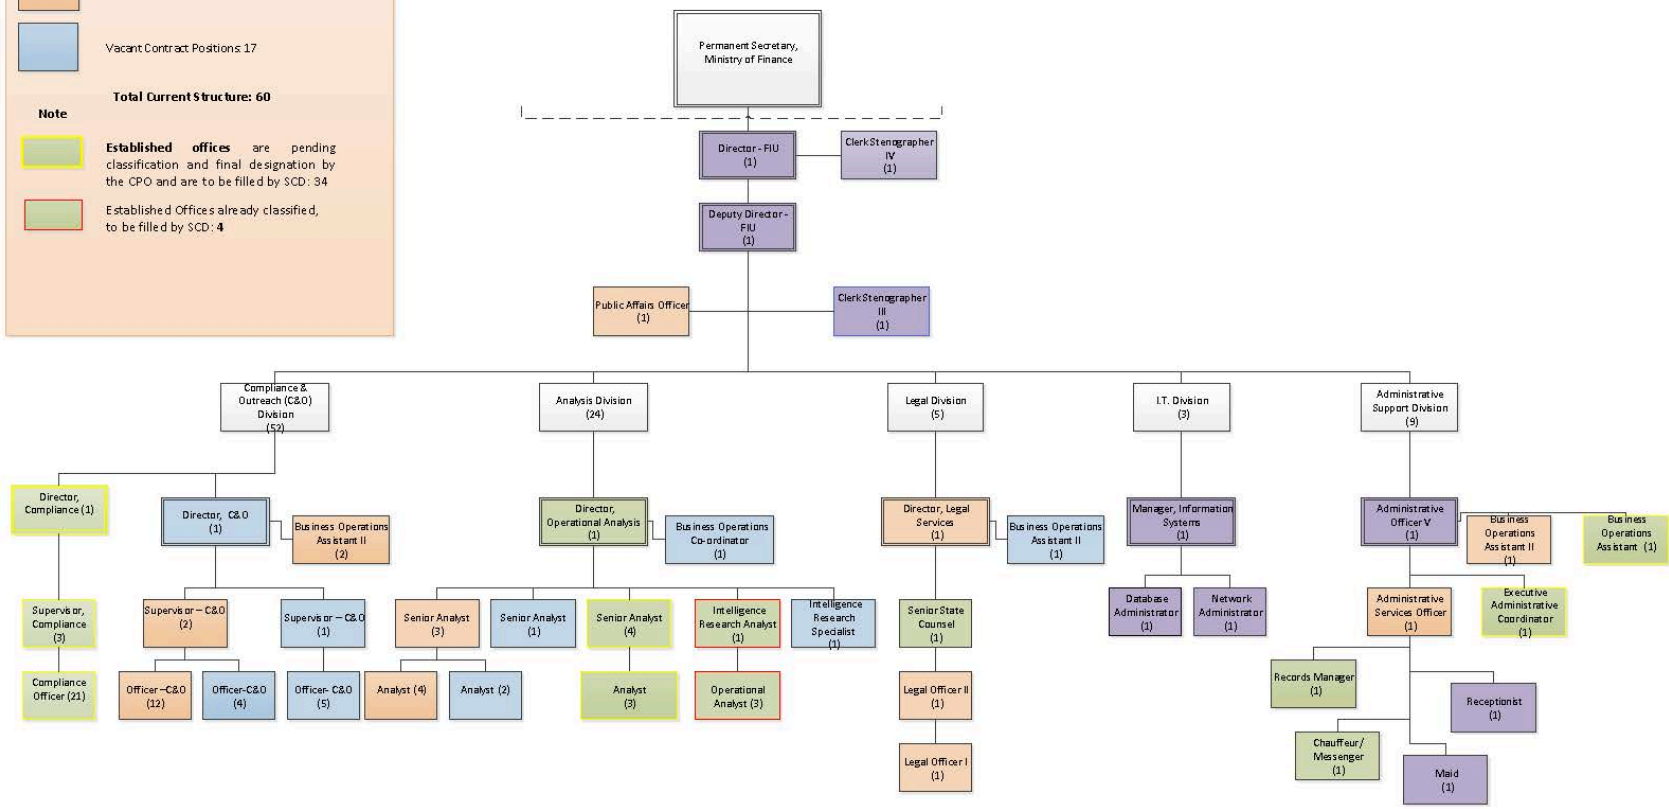 Vacant Contract Positions: 17
Total Current Structure: 60
Note
Established offices are pending
classification and final designation by
the CPO and are to be filled by SCD: 34
Established Offices already classified,
to be filled by SCD: 4
Permanent Secretary,
Ministry of Finance
Director - FIU
(1)
Clerk Stenographer
IV
(1)
Deputy Director -
FIU
(1)
Public Affairs Officer
(1)
Clerk Stenographer
III
(1)
Compliance &
Outreach (C&O)
Division
(52)
Analysis Division
(24)
Legal Division
(5)
I.T. Division
(3)
Administrative
Support Division
(9)
Director,
Compliance (1)
Director, C&O
(1)
Business Operations
Assistant II
(2)
Director,
Operational Analysis
(1)
Business Operations
Co-ordinator
(1)
Director, Legal
Services
(1)
Business Operations
Assistant II
(1)
Manager, Information
Systems
(1)
Administrative
Officer V
(1)
Business
Operations
Assistant II
(1)
Business
Operations
Assistant (1)
Supervisor,
Compliance
(3)
Supervisor – C&O
(2)
Supervisor – C&O
(1)
Senior Analyst
(3)
Senior Analyst
(1)
Senior Analyst
(4)
Intelligence
Research Analyst
(1)
Intelligence
Research
Specialist
(1)
Senior State
Counsel
(1)
Database
Administrator
(1)
Network
Administrator
(1)
Administrative
Services Officer
(1)
Executive
Administrative
Coordinator
(1)
Compliance
Officer (21)
Officer –C&O
(12)
Officer-C&O
(4)
Officer- C&O
(5)
Analyst (4)
Analyst (2)
Analyst
(3)
Operational
Analyst (3)
Legal Officer II
(1)
Records Manager
(1)
Receptionist
(1)
Legal Officer I
(1)
Chauffeur/
Messenger
(1)
Maid
(1)